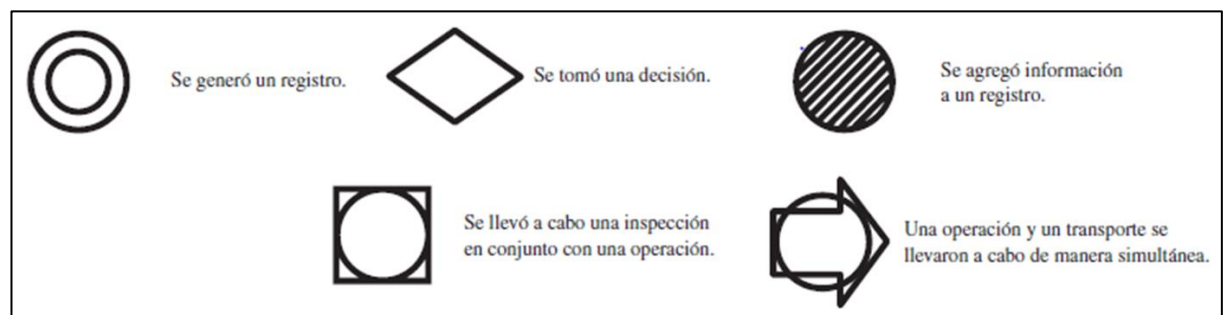 Se generó un registro.
Se tomó una decisión.
Se agregó información
a un registro.
Se llevó a cabo una inspección
en conjunto con una operación.
Una operación y un transporte se
llevaron a cabo de manera simultánea.